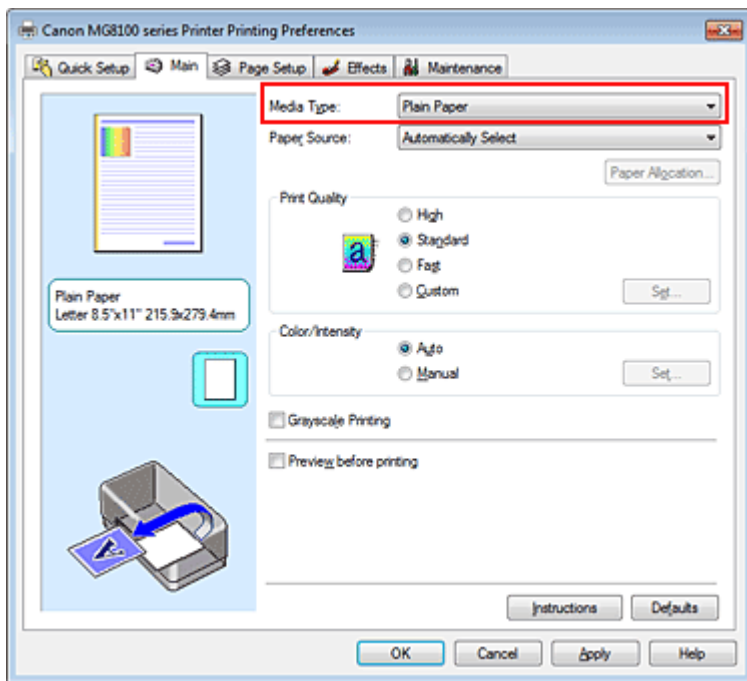 Canon MG8100 series Printer Printing Preferences
Quick Setup Main Page Setup Effects Maintenance
Media Type: Plain Paper
Paper Source: Automatically Select
Paper Allocation...
Print Quality
High
Standard
Fast
Custom Set...
Plain Paper
Letter 8.5"x11" 215.9x279.4mm
Color/Intensity
Auto
Manual Set...
Grayscale Printing
Preview before printing
Instructions Defaults
OK Cancel Apply Help